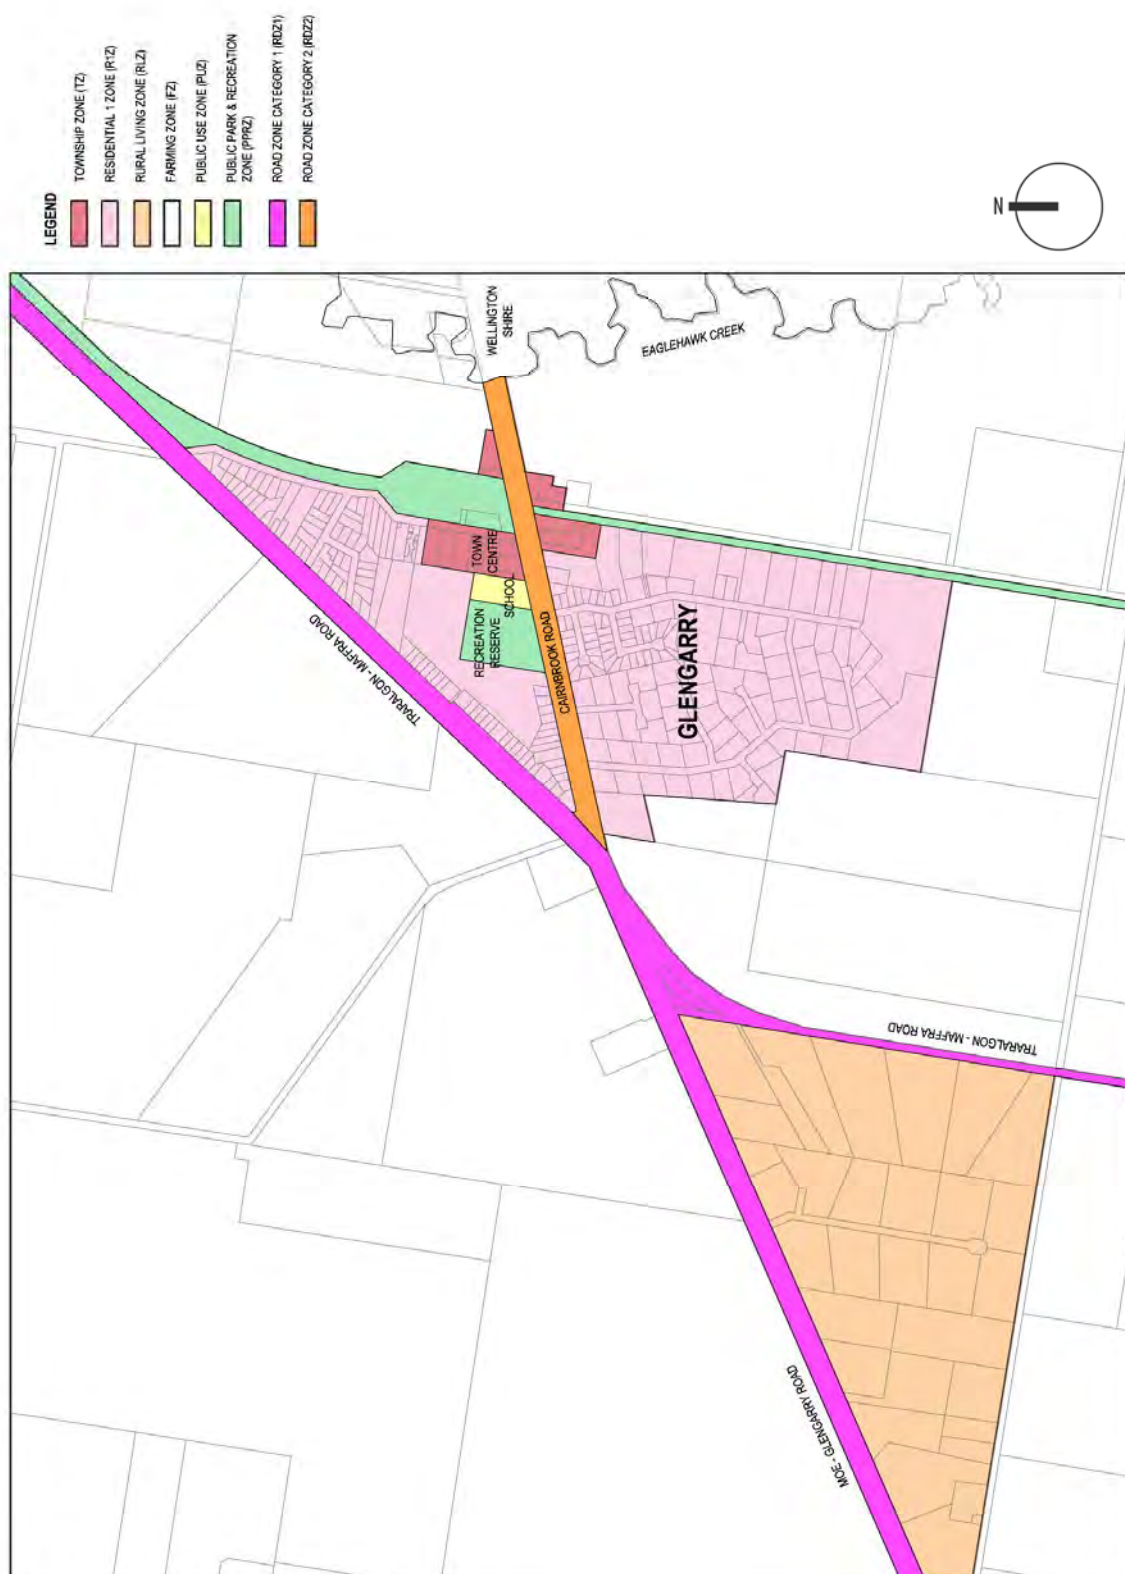 LEGEND
TOWNSHIP ZONE (TZ)
RESIDENTIAL 1 ZONE (R1Z)
RURAL LIVING ZONE (RLZ)
FARMING ZONE (FZ)
PUBLIC USE ZONE (PUZ)
PUBLIC PARK & RECREATION
ZONE (PPRZ)
ROAD ZONE CATEGORY 1 (RDZ1)
ROAD ZONE CATEGORY 2 (RDZ2)
N
WELLINGTON
SHIRE
EAGLEHAWK CREEK
TOWN
CENTRE
SCHOOL
RECREATION
RESERVE
CAIRNBROOK ROAD
TRARALGON - MAFFRA ROAD
GLENGARRY
TRARALGON - MAFFRA ROAD
MOE - GLENGARRY ROAD